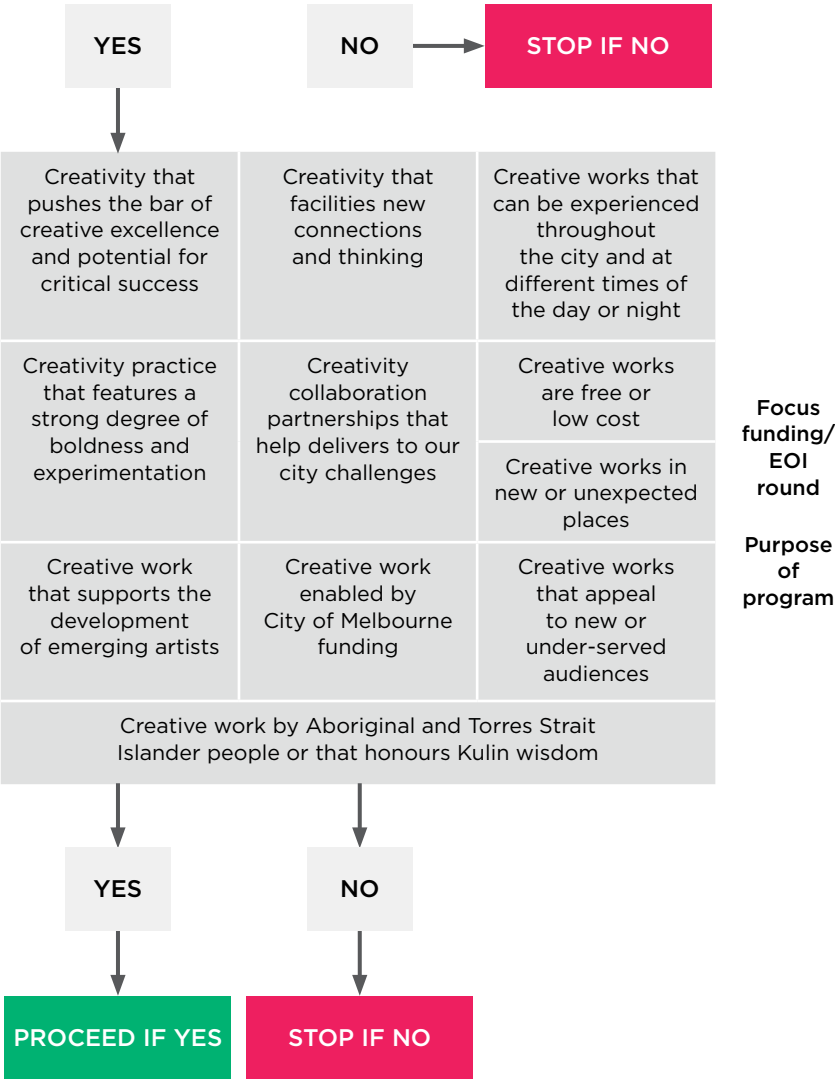 YES
NO
STOP IF NO
Creativity that
pushes the bar of
creative excellence
and potential for
critical success
Creativity that
facilities new
connections
and thinking
Creative works that
can be experienced
throughout
the city and at
different times of
the day or night
Creativity practice
that features a
strong degree of
boldness and
experimentation
Creativity
collaboration
partnerships that
help delivers to our
city challenges
Creative works
are free or
low cost
Creative works in
new or unexpected
places
Creative work
that supports the
development
of emerging artists
Creative work
enabled by
City of Melbourne
funding
Creative works
that appeal
to new or
under-served
audiences
Creative work by Aboriginal and Torres Strait
Islander people or that honours Kulin wisdom
Focus
funding/
EOI
round
Purpose
of
program
YES
NO
PROCEED IF YES
STOP IF NO